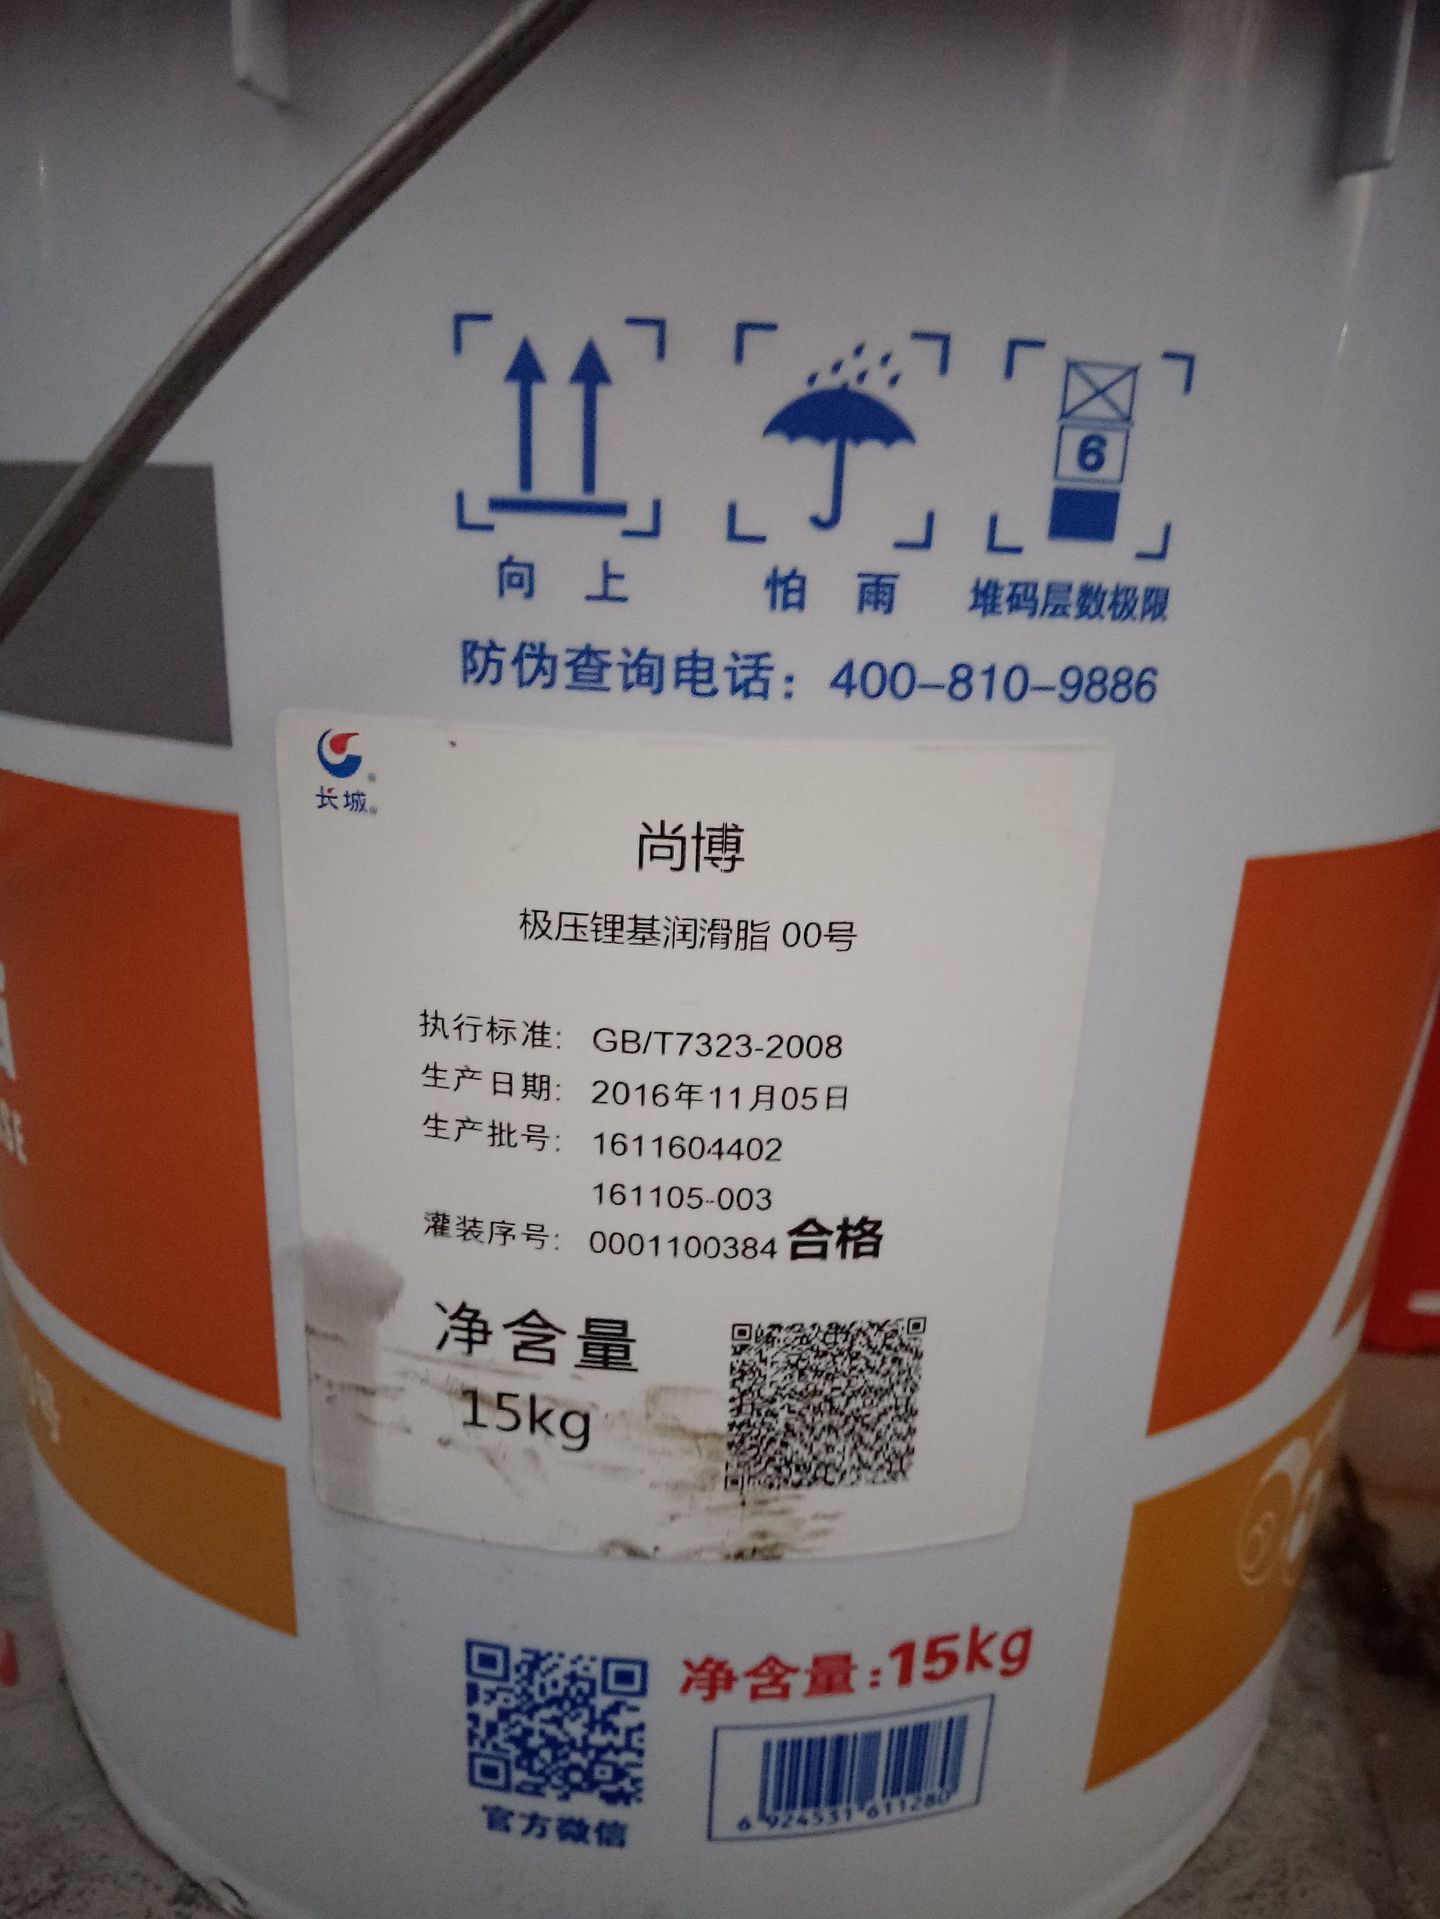 6
向 上
怕 雨
堆码层数极限
防伪查询电话：400-810-9886
长城
尚博
极压锂基润滑脂 00号
执行标准： GB/T7323-2008
生产日期： 2016年11月05日
生产批号： 1611604402
161105-003
灌装序号： 0001100384 合格
净含量
15kg
净含量：15kg
官方微信
6 924531 611280
号